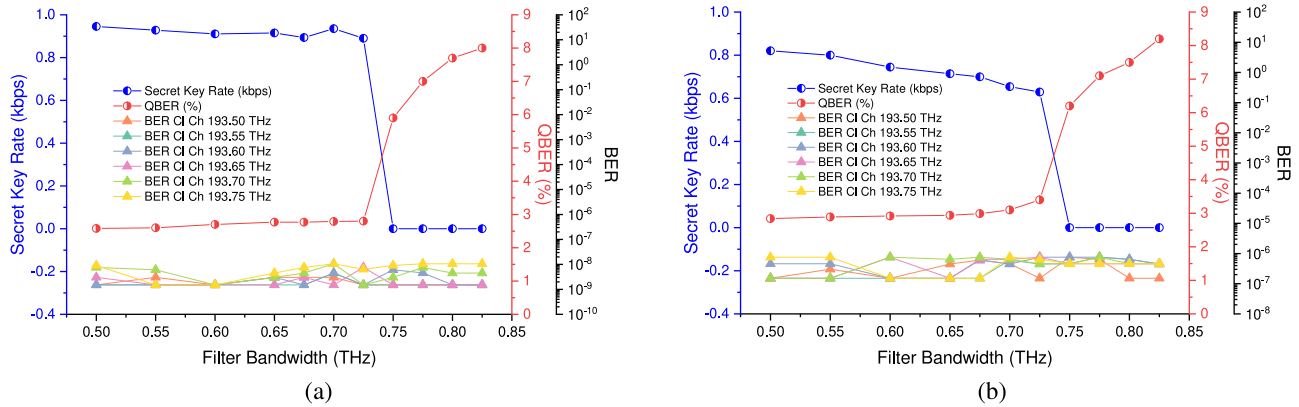 Secret Key Rate (kbps)
1.0
0.8
0.6
0.4
0.2
0.0
-0.2
-0.4
Secret Key Rate (kbps)
QBER (%)
BER Cl Ch 193.50 THz
BER Cl Ch 193.55 THz
BER Cl Ch 193.60 THz
BER Cl Ch 193.65 THz
BER Cl Ch 193.70 THz
BER Cl Ch 193.75 THz
0.50 0.55 0.60 0.65 0.70 0.75 0.80 0.85
Filter Bandwidth (THz)
9
8
7
6
5
4
3
2
1
0
QBER (%)
10^2
10^1
10^0
10^-1
10^-2
10^-3
10^-4
10^-5
10^-6
10^-7
10^-8
10^-9
10^-10
BER
(a)
Secret Key Rate (kbps)
1.0
0.8
0.6
0.4
0.2
0.0
-0.2
-0.4
Secret Key Rate (kbps)
QBER (%)
BER Cl Ch 193.50 THz
BER Cl Ch 193.55 THz
BER Cl Ch 193.60 THz
BER Cl Ch 193.65 THz
BER Cl Ch 193.70 THz
BER Cl Ch 193.75 THz
0.50 0.55 0.60 0.65 0.70 0.75 0.80 0.85
Filter Bandwidth (THz)
9
8
7
6
5
4
3
2
1
0
QBER (%)
10^2
10^1
10^0
10^-1
10^-2
10^-3
10^-4
10^-5
10^-6
10^-7
10^-8
BER
(b)